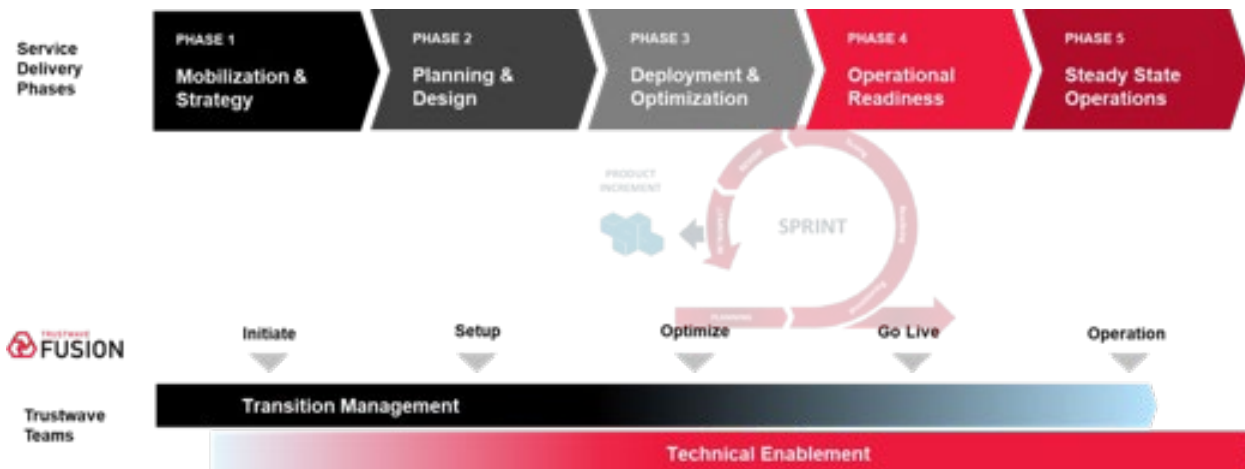 Service
Delivery
Phases
PHASE 1
Mobilization &
Strategy
PHASE 2
Planning &
Design
PHASE 3
Deployment &
Optimization
PHASE 4
Operational
Readiness
PHASE 5
Steady State
Operations
PRODUCT
INCREMENT
SPRINT
PLANNING
TRUSTWAVE
FUSION
Initiate
Setup
Optimize
Go Live
Operation
Trustwave
Teams
Transition Management
Technical Enablement